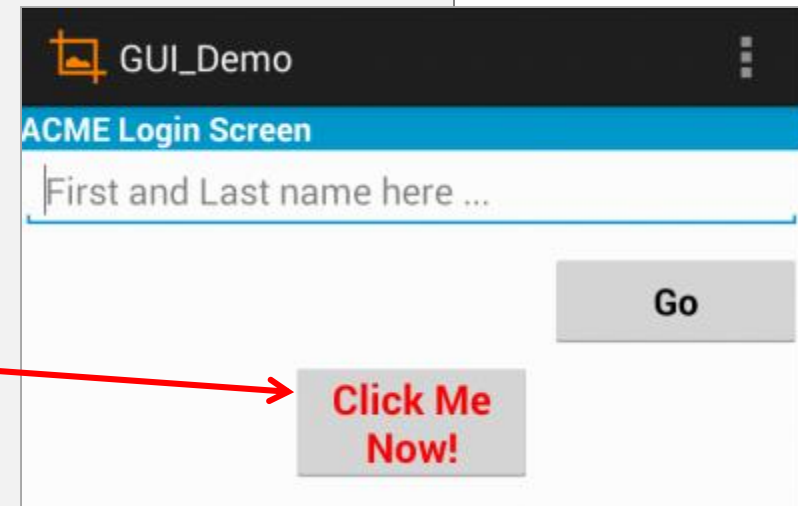 GUI_Demo
ACME Login Screen
First and Last name here ...
Go
Click Me
Now!